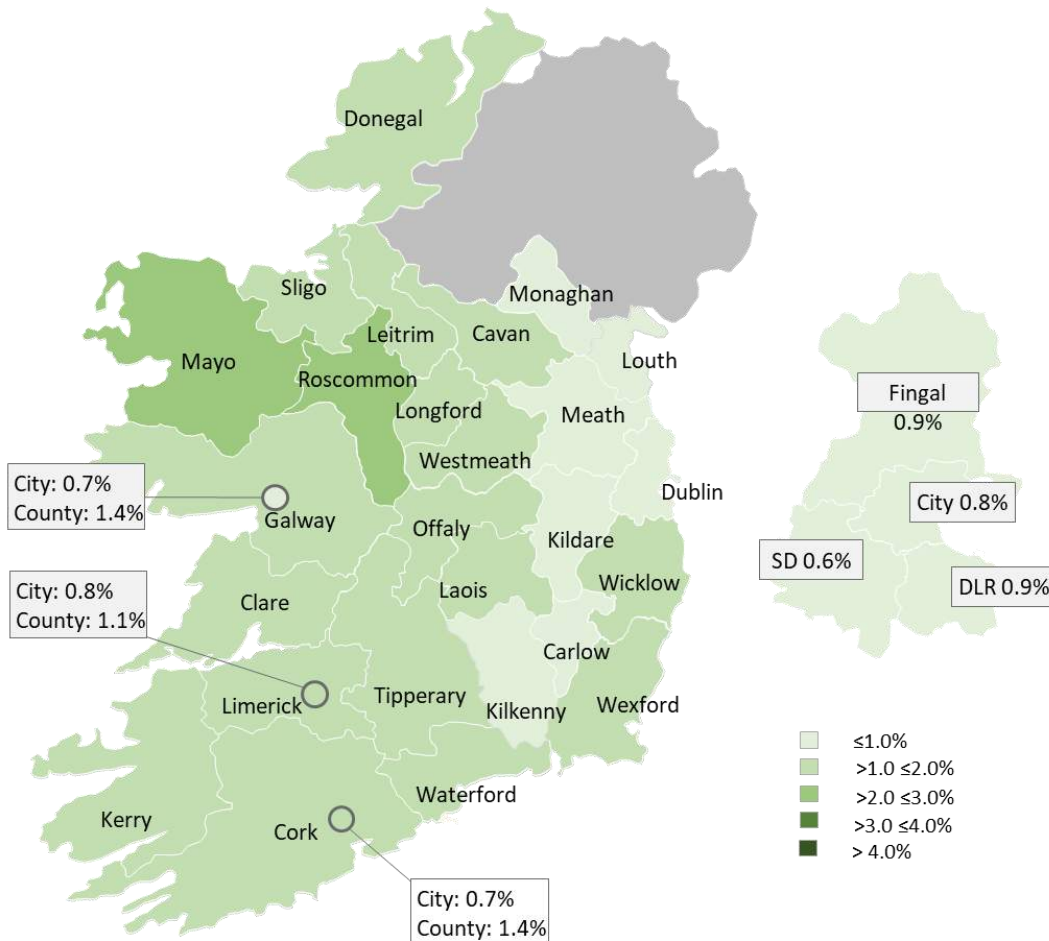 Donegal
Monaghan
Sligo
Leitrim
Cavan
Louth
Mayo
Roscommon
Longford
Meath
Westmeath
Dublin
City: 0.7%
County: 1.4%
Galway
Offaly
Kildare
Laois
Wicklow
City: 0.8%
County: 1.1%
Clare
Carlow
Limerick
Tipperary
Kilkenny
Wexford
Waterford
Kerry
Cork
City: 0.7%
County: 1.4%
Fingal
0.9%
City 0.8%
SD 0.6%
DLR 0.9%
≤1.0%
>1.0 ≤2.0%
>2.0 ≤3.0%
>3.0 ≤4.0%
> 4.0%